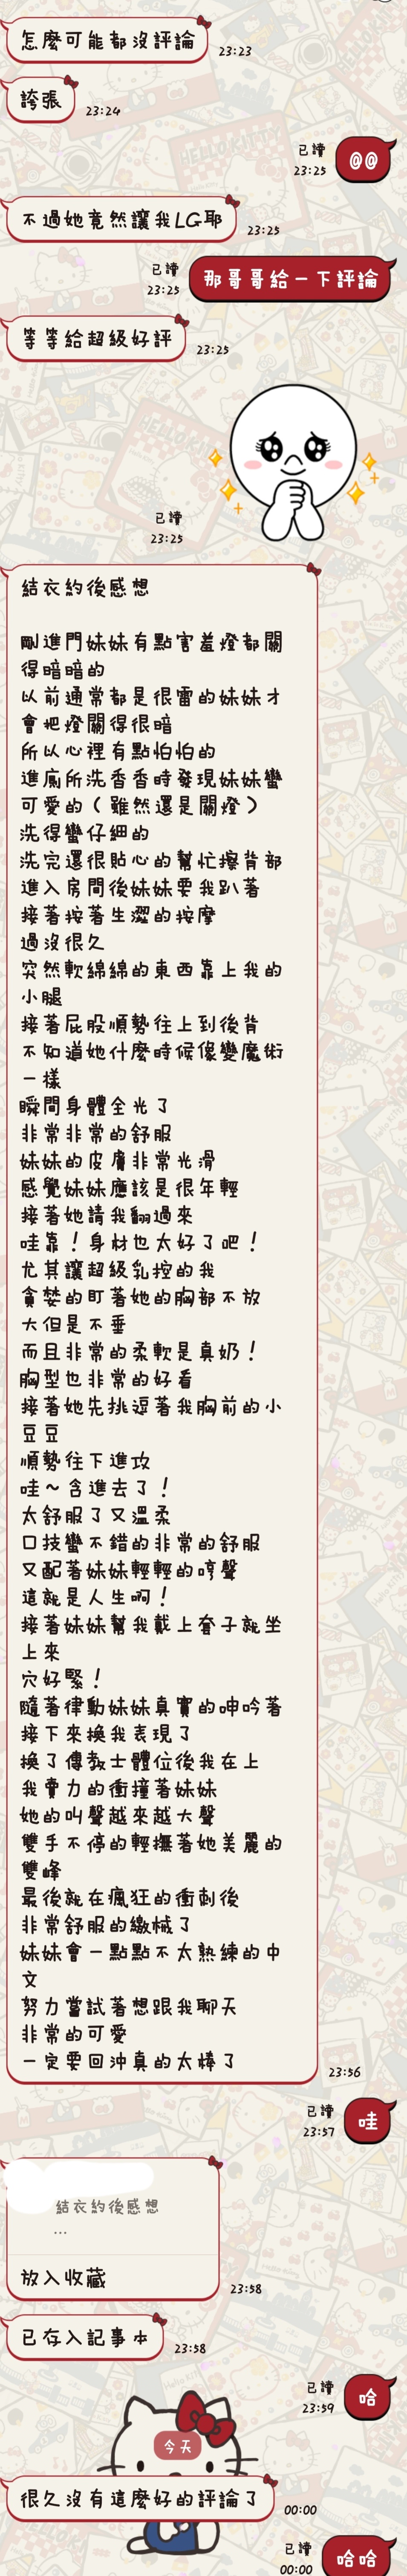 怎麼可能都沒評論
23:23
誇張
23:24
已讀
23:25
@@
不過她竟然讓我LG耶
23:25
已讀
23:25
那哥哥給一下評論
等等給超級好評
23:25
已讀
23:25
結衣約後感想
剛進門妹妹有點害羞燈都關
得暗暗的
以前通常都是很雷的妹妹才
會把燈關得很暗
所以心裡有點怕怕的
進廁所洗香香時發現妹妹蠻
可愛的（雖然還是關燈）
洗得蠻仔細的
洗完還很貼心的幫忙擦背部
進入房間後妹妹要我趴著
接著按著生澀的按摩
過沒很久
突然軟綿綿的東西靠上我的
小腿
接著屁股順勢往上到後背
不知道她什麼時候像變魔術
一樣
瞬間身體全光了
非常非常的舒服
妹妹的皮膚非常光滑
感覺妹妹應該是很年輕
接著她請我翻過來
哇靠！身材也太好了吧！
尤其讓超級乳控的我
貪婪的盯著她的胸部不放
大但是不垂
而且非常的柔軟是真奶！
胸型也非常的好看
接著她先挑逗著我胸前的小
豆豆
順勢往下進攻
哇～含進去了！
太舒服了又溫柔
口技蠻不錯的非常的舒服
又配著妹妹輕輕的哼聲
這就是人生啊！
接著妹妹幫我戴上套子就坐
上來
穴好緊！
隨著律動妹妹真實的呻吟著
接下來換我表現了
換了傳教士體位後我在上
我賣力的衝撞著妹妹
她的叫聲越來越大聲
雙手不停的輕撫著她美麗的
雙峰
最後就在瘋狂的衝刺後
非常舒服的繳械了
妹妹會一點點不太熟練的中
文
努力嘗試著想跟我聊天
非常的可愛
一定要回沖真的太棒了
23:56
已讀
23:57
哇
結衣約後感想
...
放入收藏
23:58
已存入記事本
23:58
已讀
23:59
哈
今天
很久沒有這麼好的評論了
00:00
已讀
00:00
哈哈